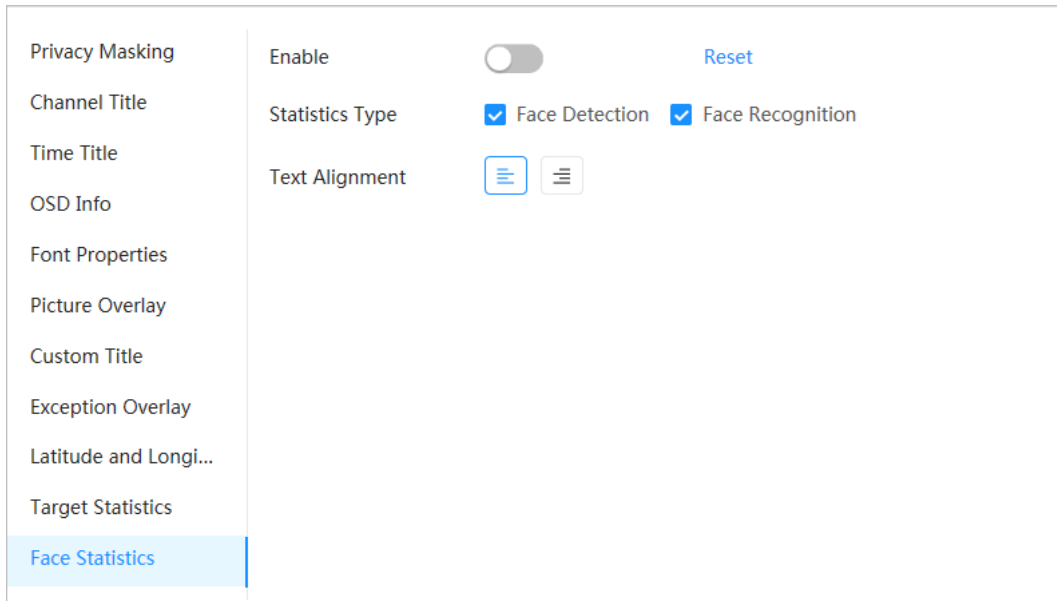 Privacy Masking
Channel Title
Time Title
OSD Info
Font Properties
Picture Overlay
Custom Title
Exception Overlay
Latitude and Longi...
Target Statistics
Face Statistics
Enable Reset
Statistics Type Face Detection Face Recognition
Text Alignment